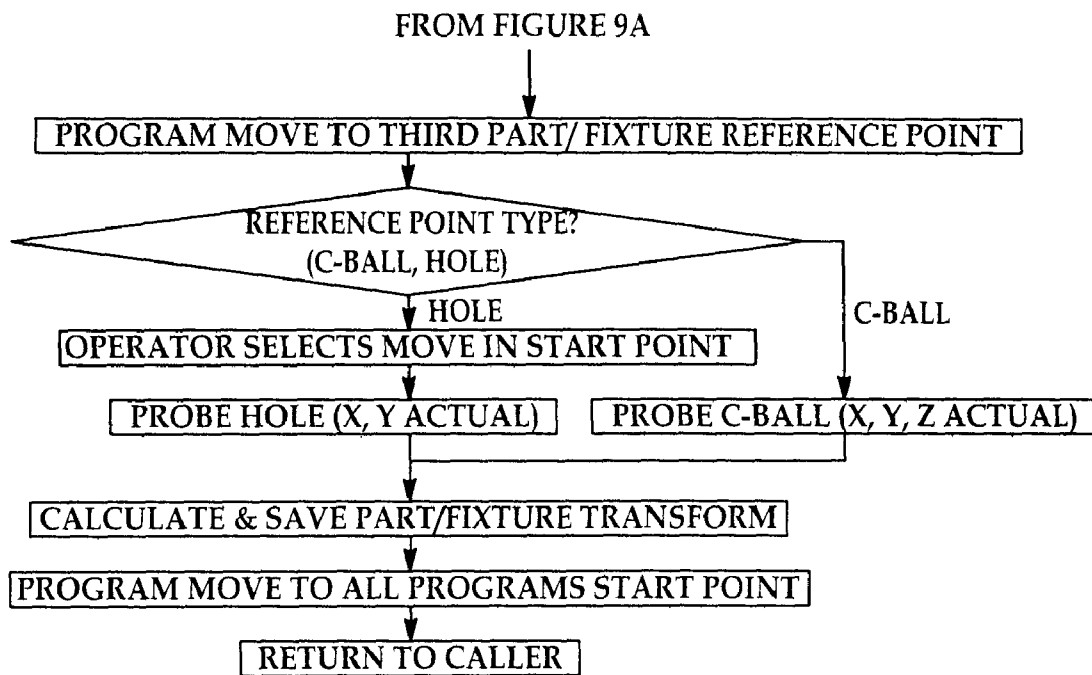 FROM FIGURE 9A
PROGRAM MOVE TO THIRD PART/ FIXTURE REFERENCE POINT
REFERENCE POINT TYPE?
(C-BALL, HOLE)
HOLE
C-BALL
OPERATOR SELECTS MOVE IN START POINT
PROBE HOLE (X, Y ACTUAL)
PROBE C-BALL (X, Y, Z ACTUAL)
CALCULATE & SAVE PART/FIXTURE TRANSFORM
PROGRAM MOVE TO ALL PROGRAMS START POINT
RETURN TO CALLER